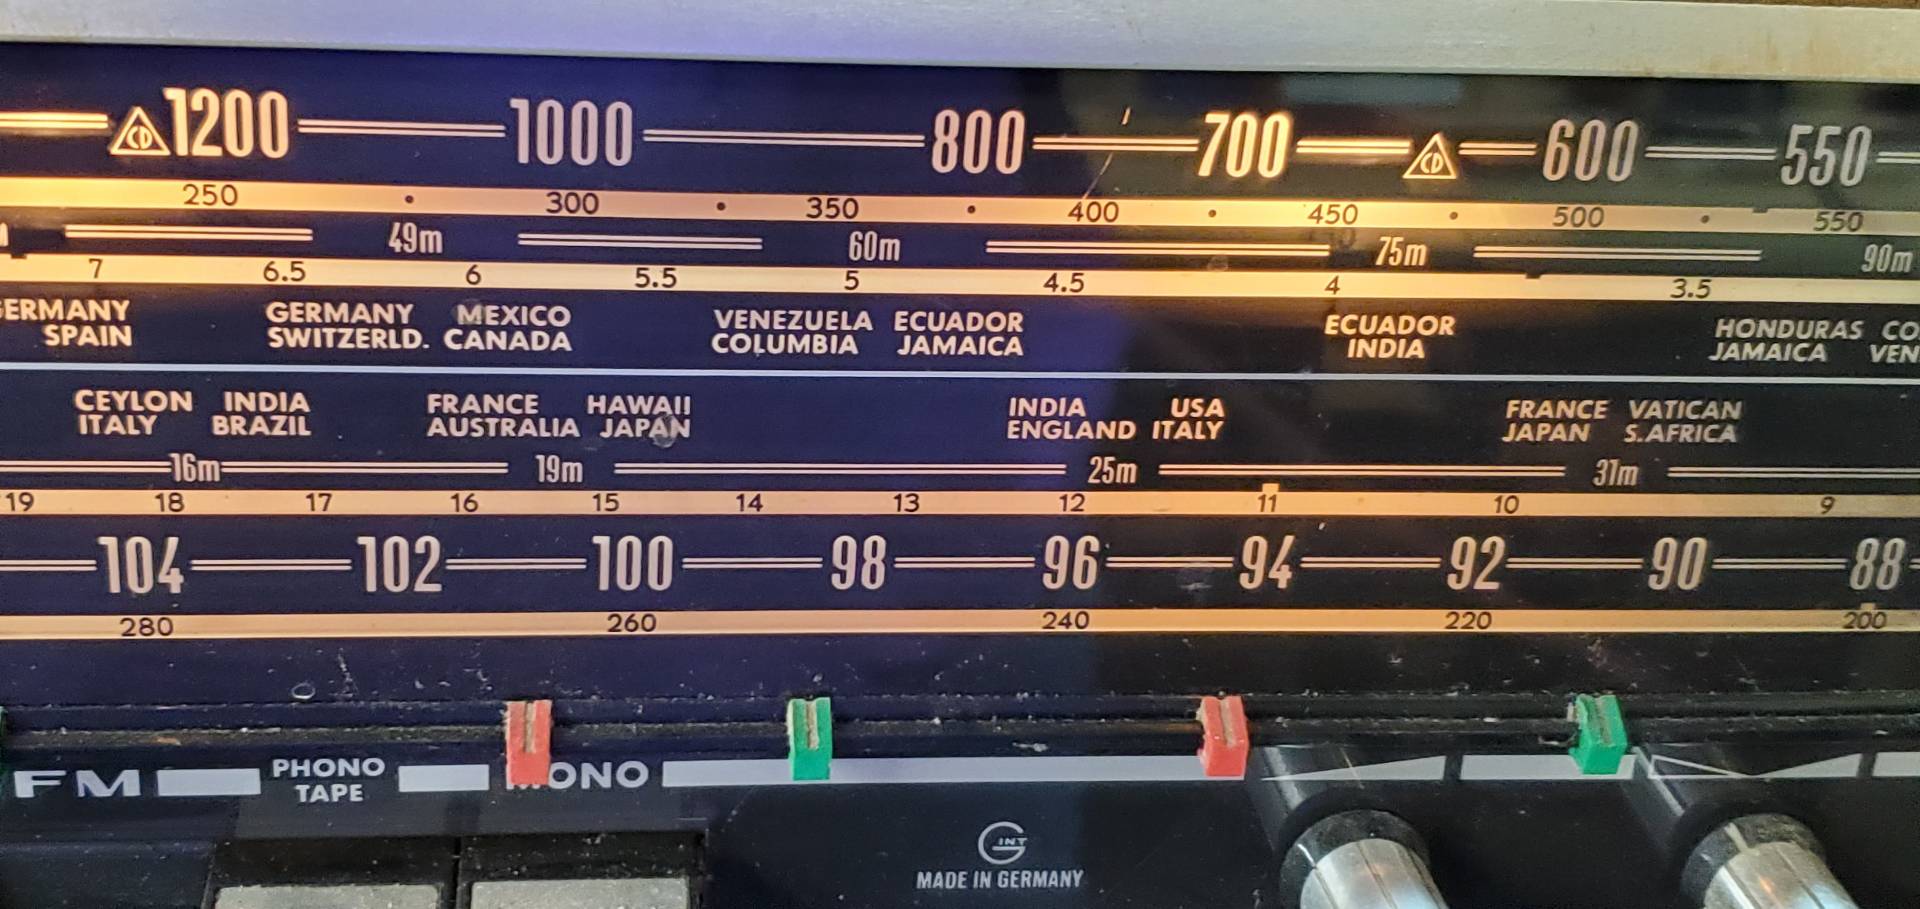 CD 1200 1000 800 700 CD 600 550
250 300 350 400 450 500 550
49m 60m 75m 90m
7 6.5 6 5.5 5 4.5 4 3.5
GERMANY GERMANY MEXICO VENEZUELA ECUADOR ECUADOR HONDURAS CO
SPAIN SWITZERLD. CANADA COLUMBIA JAMAICA INDIA JAMAICA VEN
CEYLON INDIA FRANCE HAWAII INDIA USA FRANCE VATICAN
ITALY BRAZIL AUSTRALIA JAPAN ENGLAND ITALY JAPAN S.AFRICA
16m 19m 25m 31m
19 18 17 16 15 14 13 12 11 10 9
104 102 100 98 96 94 92 90 88
280 260 240 220 200
FM PHONO MONO
TAPE
G INT
MADE IN GERMANY